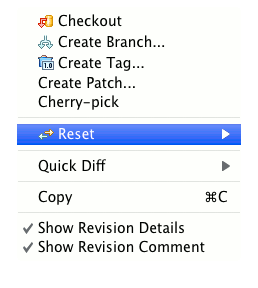 Checkout
Create Branch...
Create Tag...
Create Patch...
Cherry-pick
Reset
Quick Diff
Copy ⌘C
Show Revision Details
Show Revision Comment